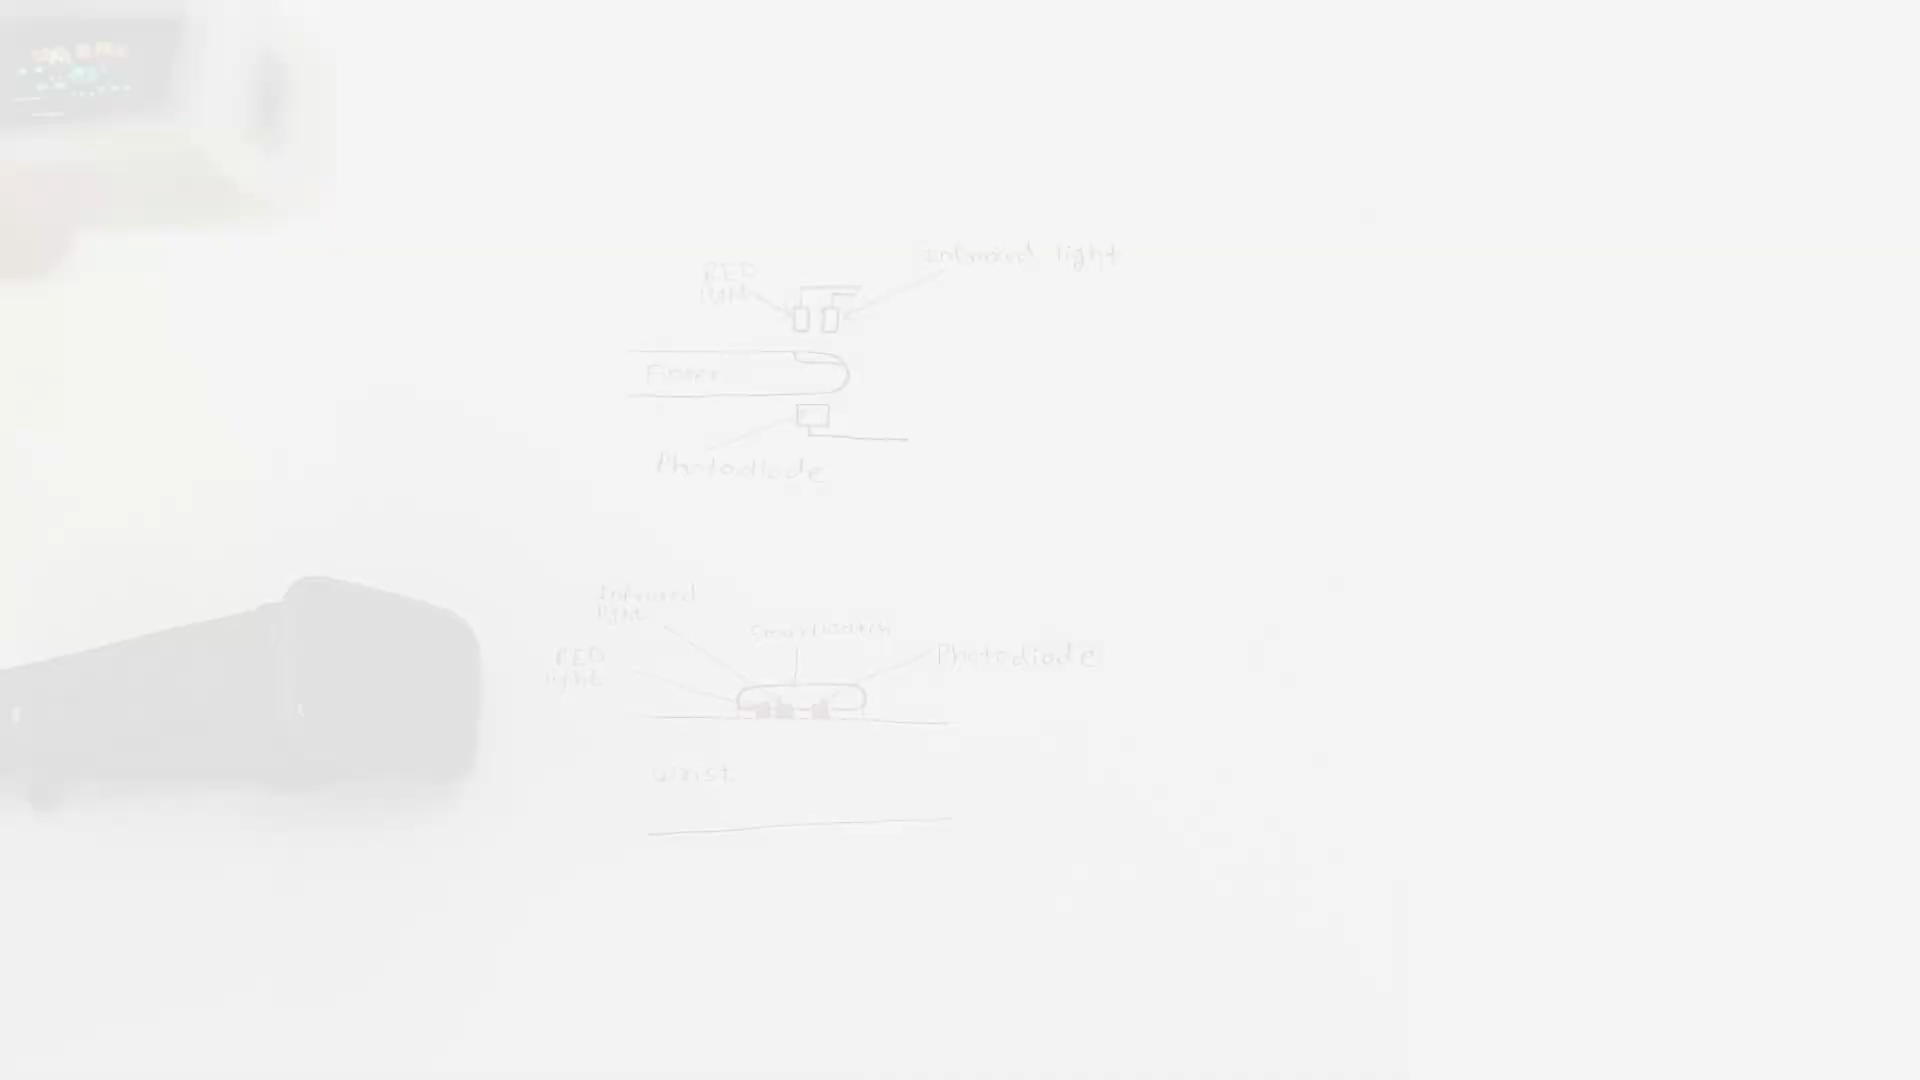 Infrared light
RED
light
Finger
Photodiode
Infrared
light
Smartwatch
RED
light
Photodiode
wrist